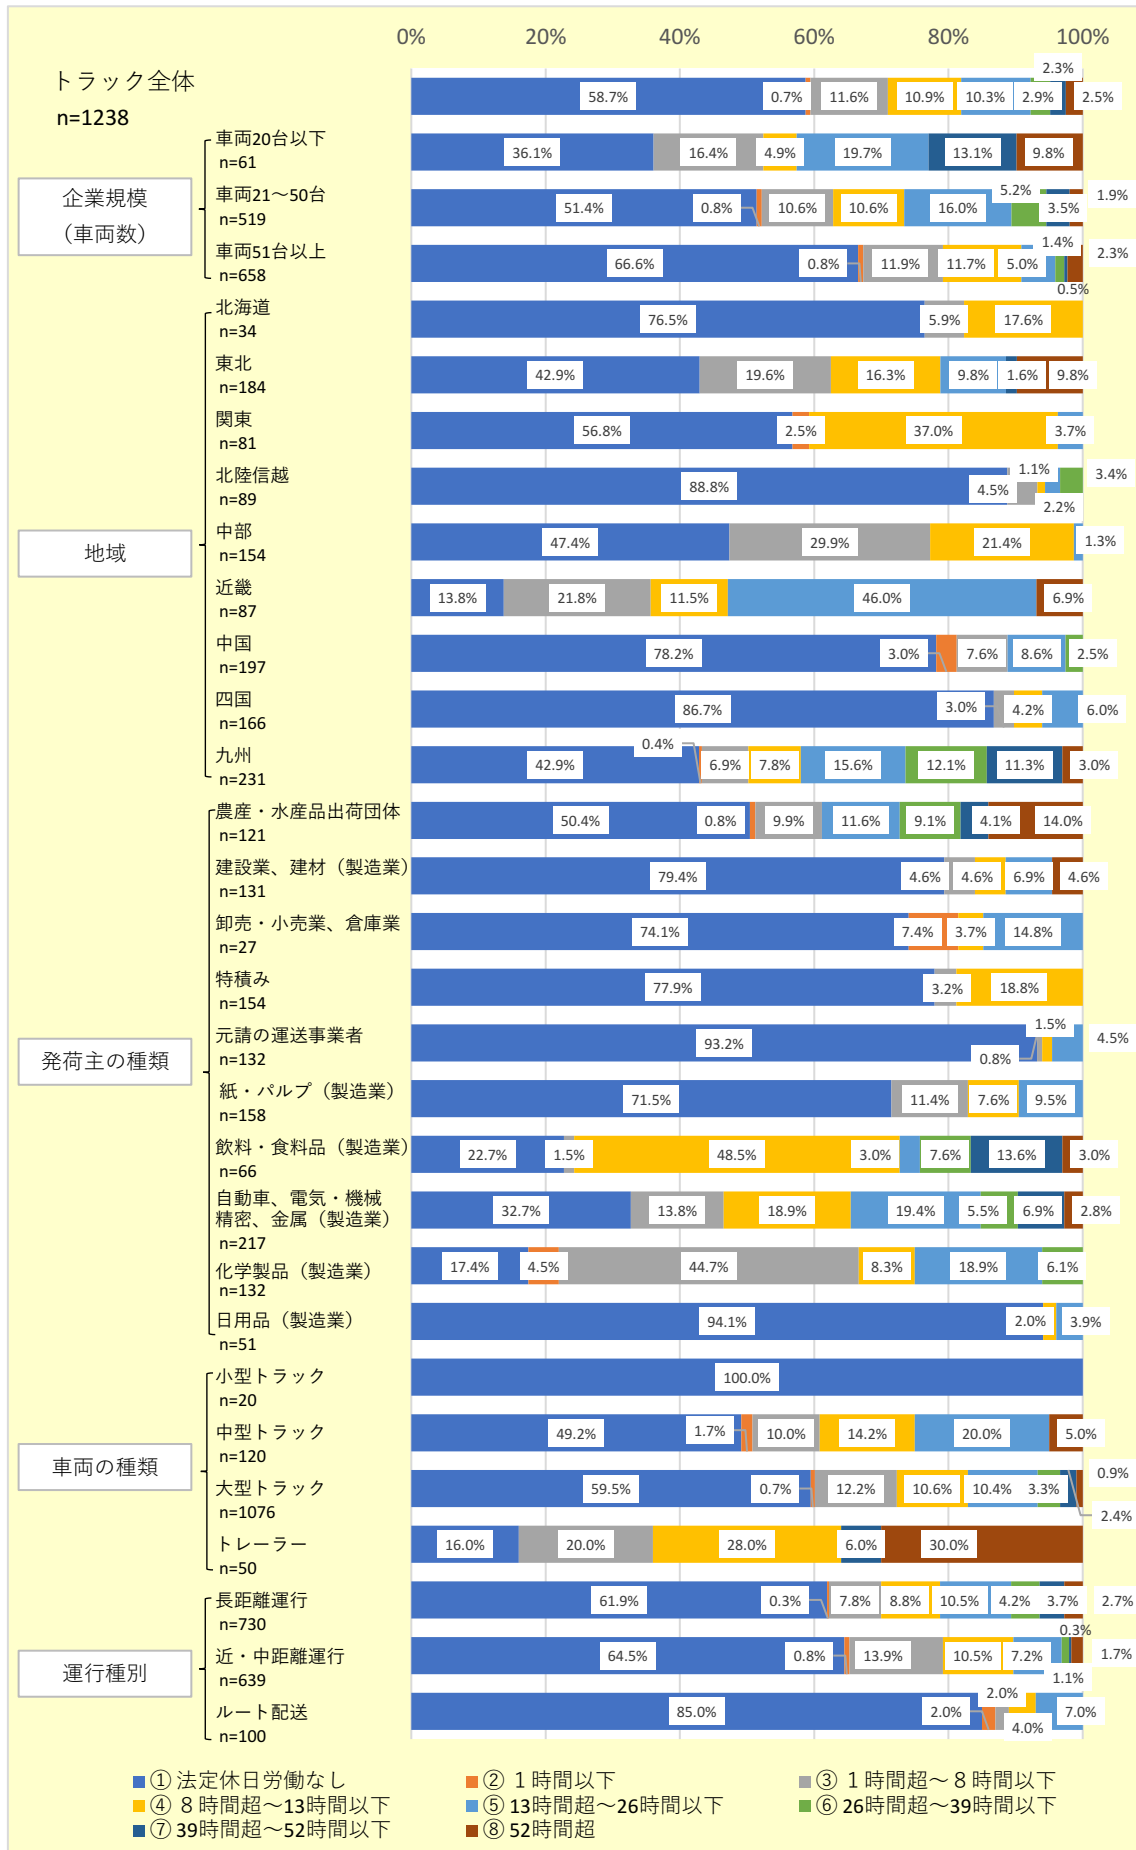 0% 20% 40% 60% 80% 100%
トラック全体
n=1238
58.7% 0.7% 11.6% 10.9% 10.3% 2.9% 2.3% 2.5%
企業規模
（車両数）
車両20台以下
n=61
36.1% 16.4% 4.9% 19.7% 13.1% 9.8%
車両21～50台
n=519
51.4% 0.8% 10.6% 10.6% 16.0% 5.2% 3.5% 1.9%
車両51台以上
n=658
66.6% 0.8% 11.9% 11.7% 5.0% 1.4% 0.5% 2.3%
地域
北海道
n=34
76.5% 5.9% 17.6%
東北
n=184
42.9% 19.6% 16.3% 9.8% 1.6% 9.8%
関東
n=81
56.8% 2.5% 37.0% 3.7%
北陸信越
n=89
88.8% 4.5% 1.1% 2.2% 3.4%
中部
n=154
47.4% 29.9% 21.4% 1.3%
近畿
n=87
13.8% 21.8% 11.5% 46.0% 6.9%
中国
n=197
78.2% 3.0% 7.6% 8.6% 2.5%
四国
n=166
86.7% 3.0% 4.2% 6.0%
九州
n=231
42.9% 0.4% 6.9% 7.8% 15.6% 12.1% 11.3% 3.0%
発荷主の種類
農産・水産品出荷団体
n=121
50.4% 0.8% 9.9% 11.6% 9.1% 4.1% 14.0%
建設業、建材（製造業）
n=131
79.4% 4.6% 4.6% 6.9% 4.6%
卸売・小売業、倉庫業
n=27
74.1% 7.4% 3.7% 14.8%
特積み
n=154
77.9% 3.2% 18.8%
元請の運送事業者
n=132
93.2% 0.8% 1.5% 4.5%
紙・パルプ（製造業）
n=158
71.5% 11.4% 7.6% 9.5%
飲料・食料品（製造業）
n=66
22.7% 1.5% 48.5% 3.0% 7.6% 13.6% 3.0%
自動車、電気・機械
精密、金属（製造業）
n=217
32.7% 13.8% 18.9% 19.4% 5.5% 6.9% 2.8%
化学製品（製造業）
n=132
17.4% 4.5% 44.7% 8.3% 18.9% 6.1%
日用品（製造業）
n=51
94.1% 2.0% 3.9%
車両の種類
小型トラック
n=20
100.0%
中型トラック
n=120
49.2% 1.7% 10.0% 14.2% 20.0% 5.0%
大型トラック
n=1076
59.5% 0.7% 12.2% 10.6% 10.4% 3.3% 2.4% 0.9%
トレーラー
n=50
16.0% 20.0% 28.0% 6.0% 30.0%
運行種別
長距離運行
n=730
61.9% 0.3% 7.8% 8.8% 10.5% 4.2% 3.7% 2.7%
近・中距離運行
n=639
64.5% 0.8% 13.9% 10.5% 7.2% 1.1% 0.3% 1.7%
ルート配送
n=100
85.0% 2.0% 2.0% 4.0% 7.0%
①法定休日労働なし ②１時間以下 ③１時間超～８時間以下
④８時間超～13時間以下 ⑤13時間超～26時間以下 ⑥26時間超～39時間以下
⑦39時間超～52時間以下 ⑧52時間超